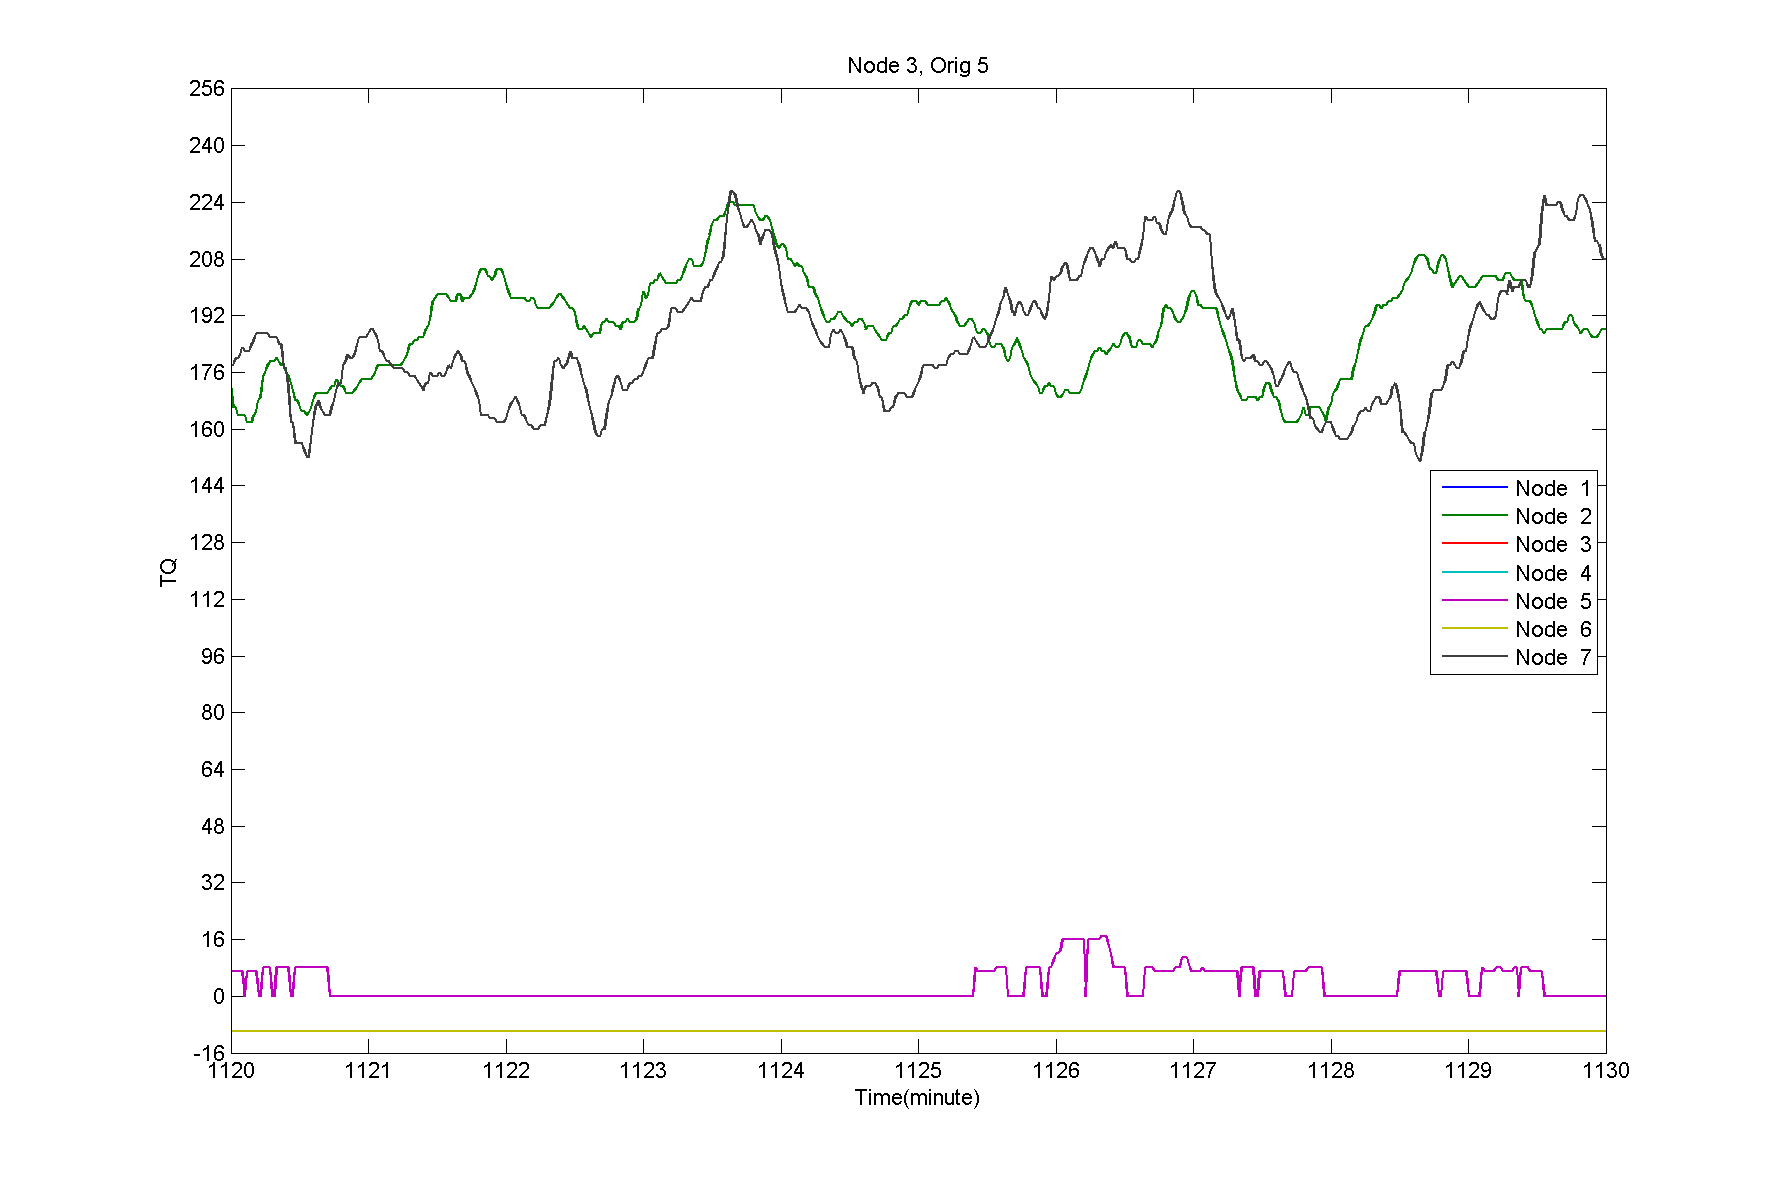 Node 3, Orig 5
256
240
224
208
192
176
160
144
128
112
96
80
64
48
32
16
0
-16
TQ
Node 1
Node 2
Node 3
Node 4
Node 5
Node 6
Node 7
1120 1121 1122 1123 1124 1125 1126 1127 1128 1129 1130
Time(minute)